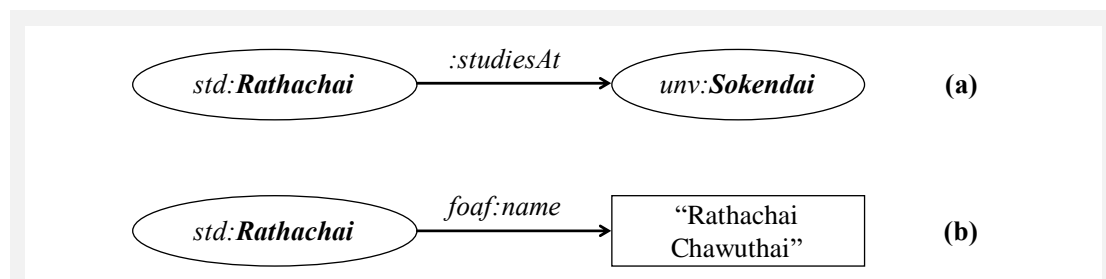 :studiesAt
std:Rathachai unv:Sokendai (a)
foaf:name
std:Rathachai “Rathachai
Chawuthai” (b)